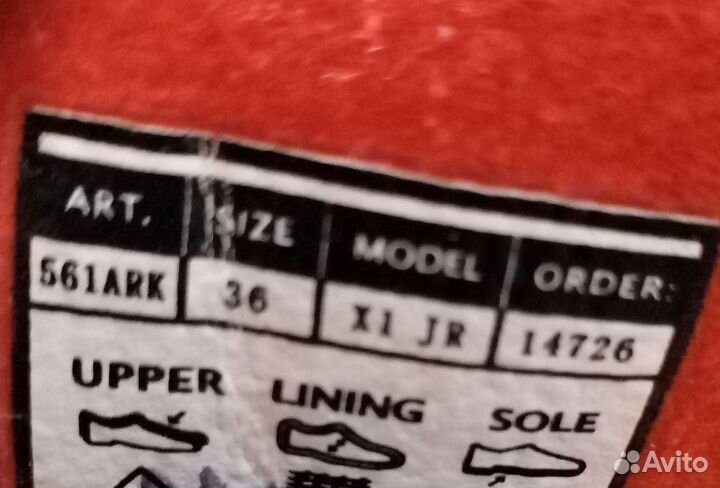 ART. SIZE MODEL ORDER:
561ARK 36 X1 JR 14726
UPPER LINING SOLE
Avito